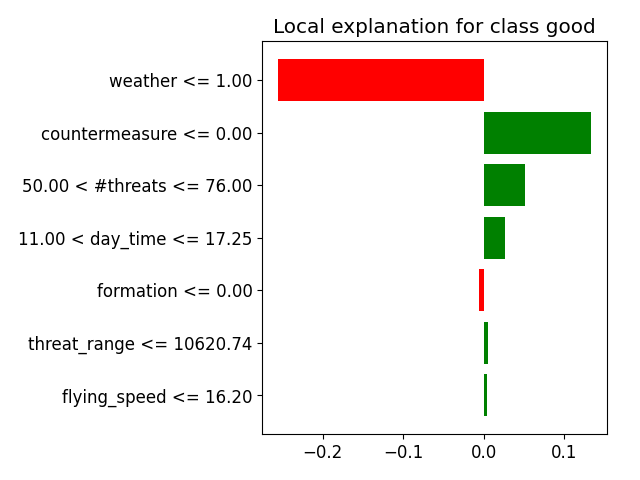 Local explanation for class good
weather <= 1.00
countermeasure <= 0.00
50.00 < #threats <= 76.00
11.00 < day_time <= 17.25
formation <= 0.00
threat_range <= 10620.74
flying_speed <= 16.20
−0.2 −0.1 0.0 0.1